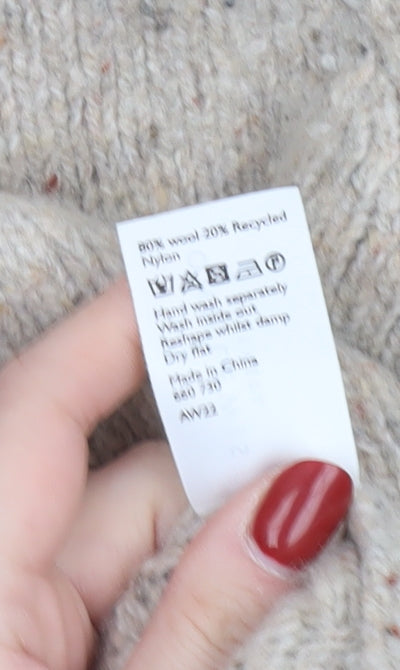 80% wool 20% Recycled
Nylon
Hand wash separately
Wash inside out
Reshape whilst damp
Dry flat
Made in China
660 730
AW23